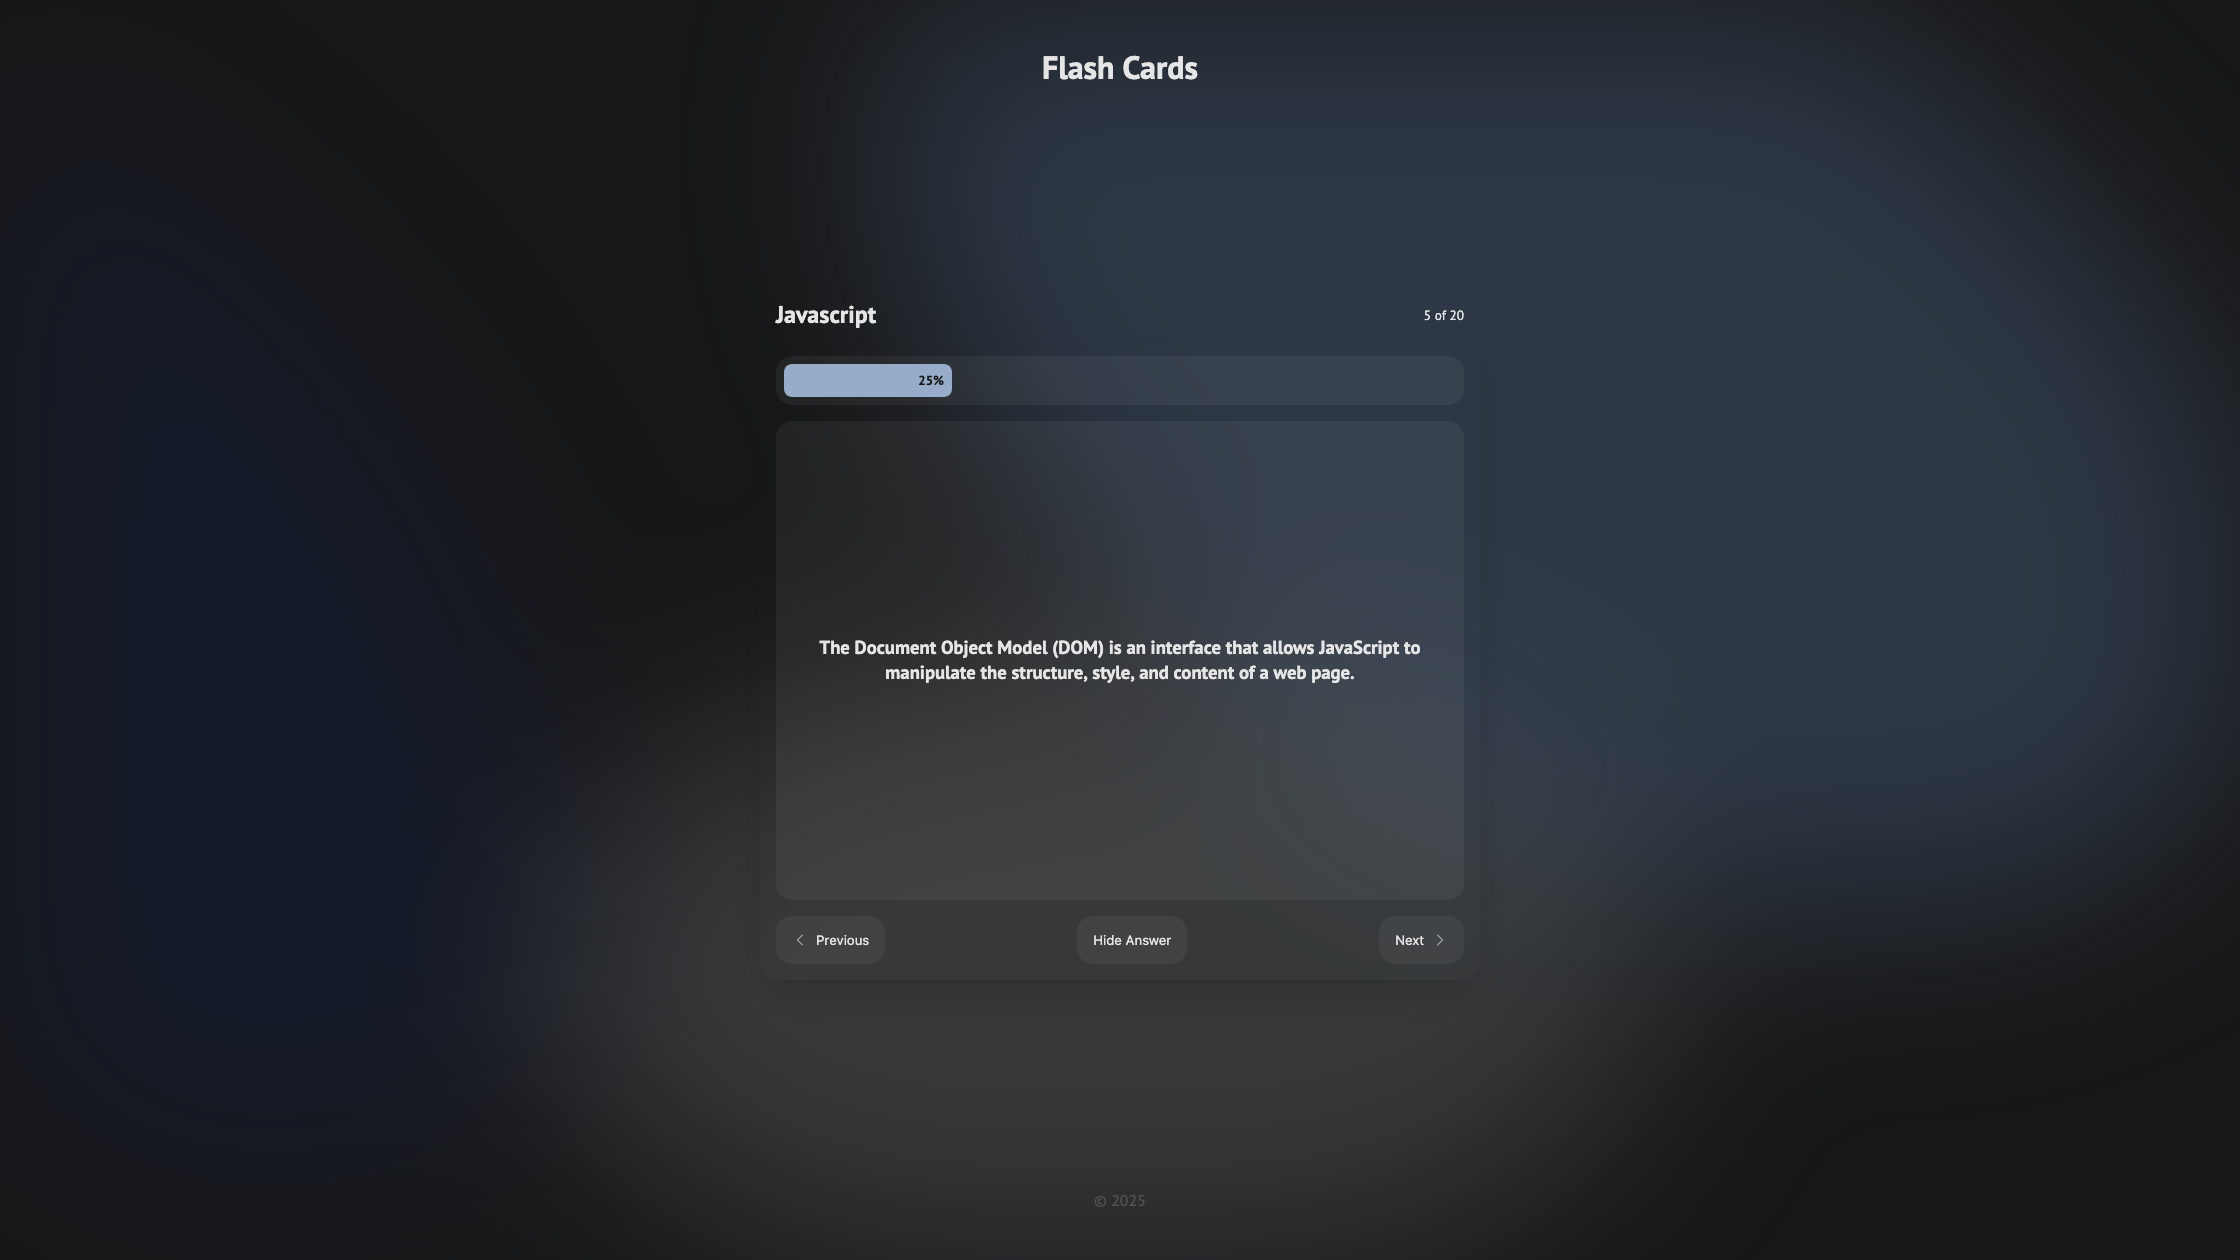 Flash Cards
Javascript
5 of 20
25%
The Document Object Model (DOM) is an interface that allows JavaScript to
manipulate the structure, style, and content of a web page.
Previous
Hide Answer
Next
© 2025